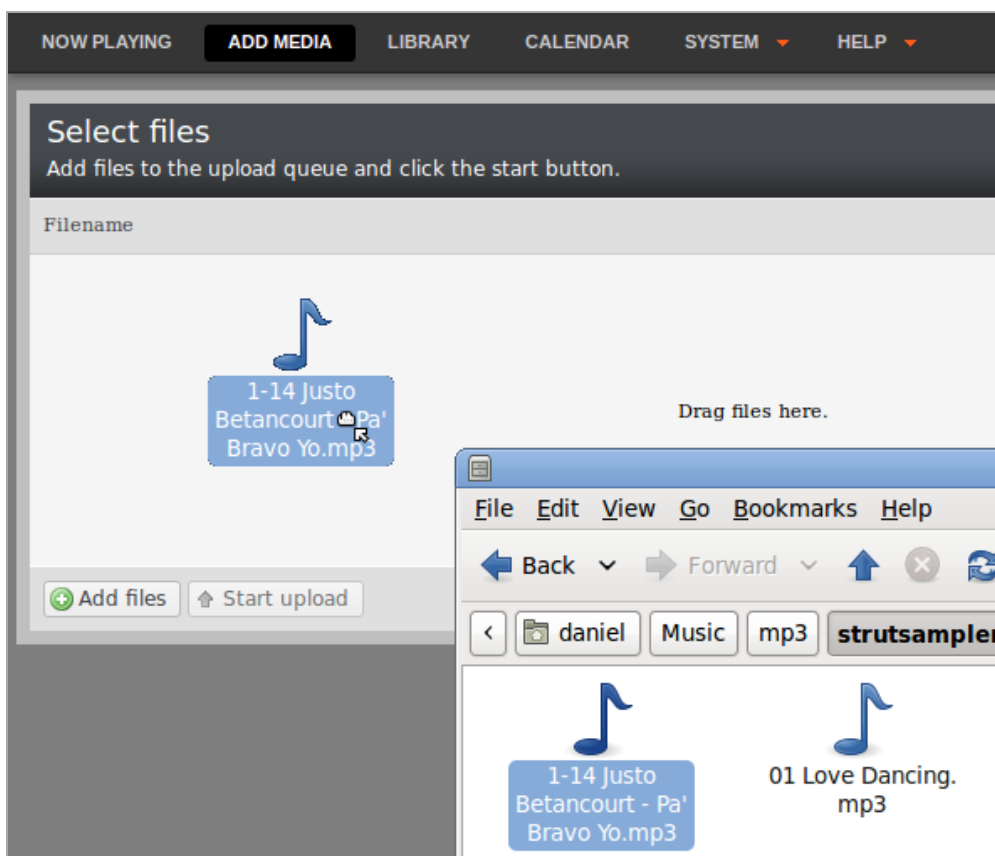 NOW PLAYING ADD MEDIA LIBRARY CALENDAR SYSTEM HELP
Select files
Add files to the upload queue and click the start button.
Filename
1-14 Justo
Betancourt - Pa'
Bravo Yo.mp3
Drag files here.
Add files Start upload
File Edit View Go Bookmarks Help
Back Forward
daniel Music mp3 strutsampler
1-14 Justo
Betancourt - Pa'
Bravo Yo.mp3
01 Love Dancing.
mp3